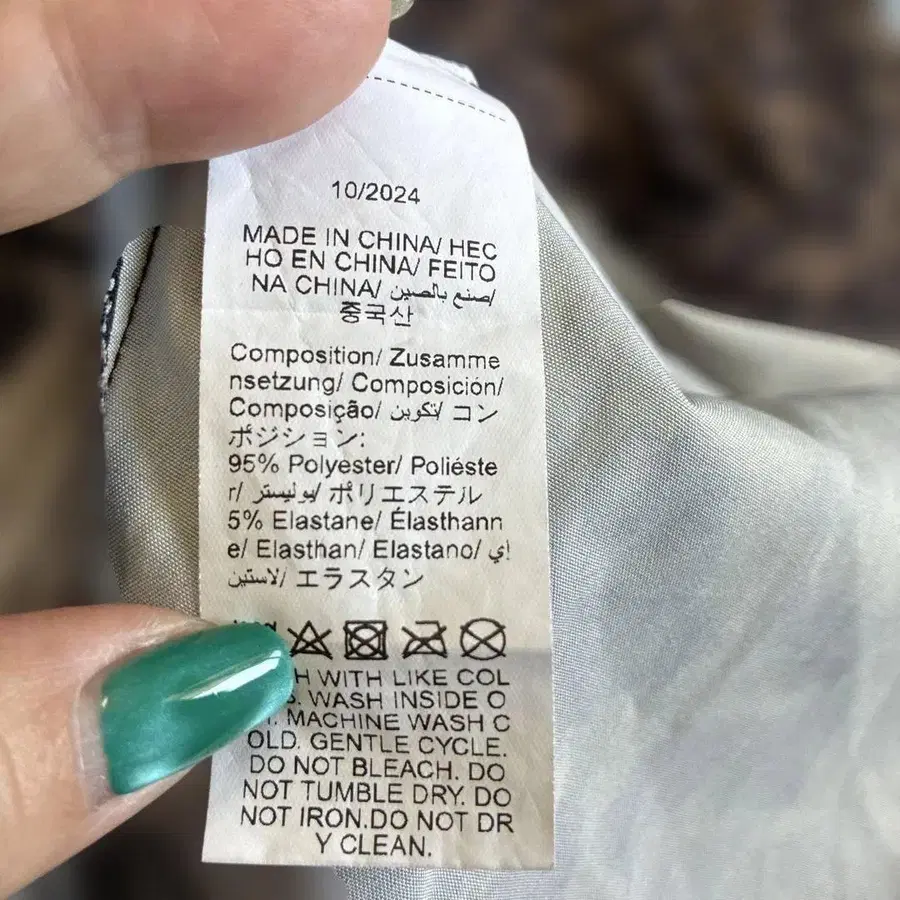 10/2024
MADE IN CHINA/ HEC
HO EN CHINA/ FEITO
NA CHINA/ صنع بالصين/
중국산
Composition/ Zusamme
nsetzung/ Composición/
Composição/ تكوين/ コン
ポジション:
95% Polyester/ Poliéste
r/ يوليستر/ ポリエステル
5% Elastane/ Élasthann
e/ Elasthan/ Elastano/ إي
لاستين/ エラスタン
WITH LIKE COL
WASH INSIDE O
MACHINE WASH C
OLD. GENTLE CYCLE.
DO NOT BLEACH. DO
NOT TUMBLE DRY. DO
NOT IRON.DO NOT DR
Y CLEAN.